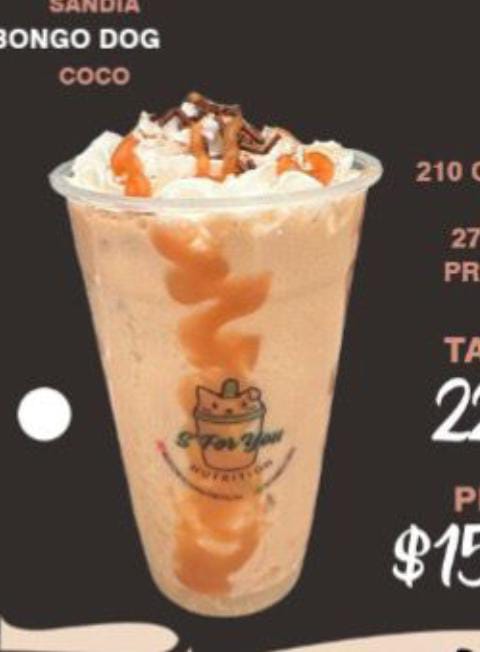 SANDIA
BONGO DOG
COCO
210
27
PR
TA
22
S For You
NUTRITION
P
$15